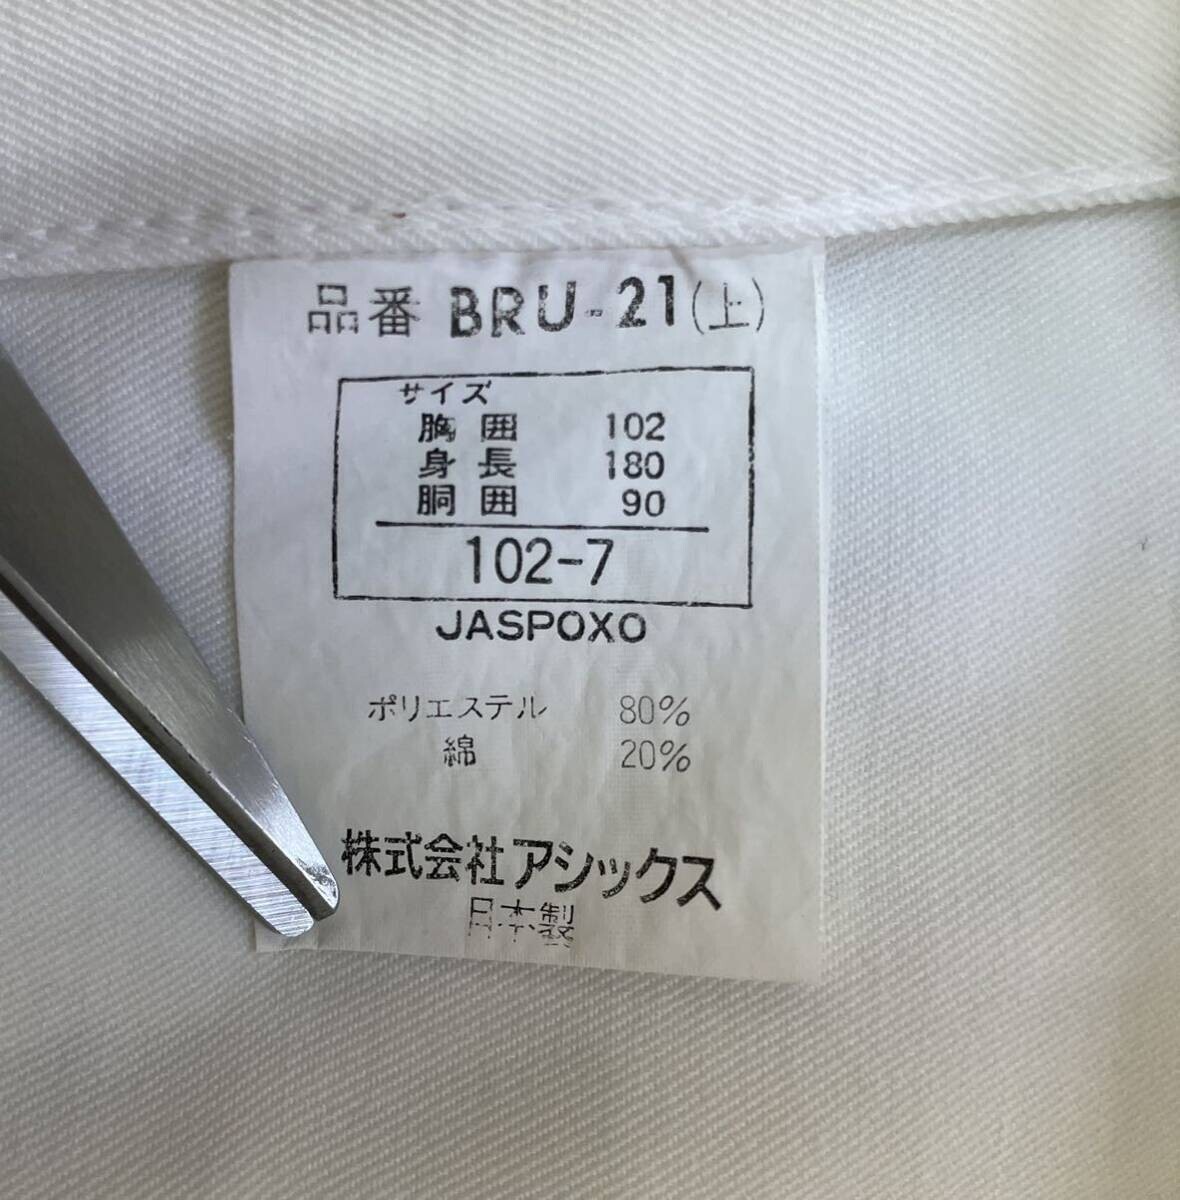 品番 BRU-21(上)
サイズ
胸囲 102
身長 180
胴囲 90
102-7
JASPOXO
ポリエステル 80%
綿 20%
株式会社アシックス
日本製